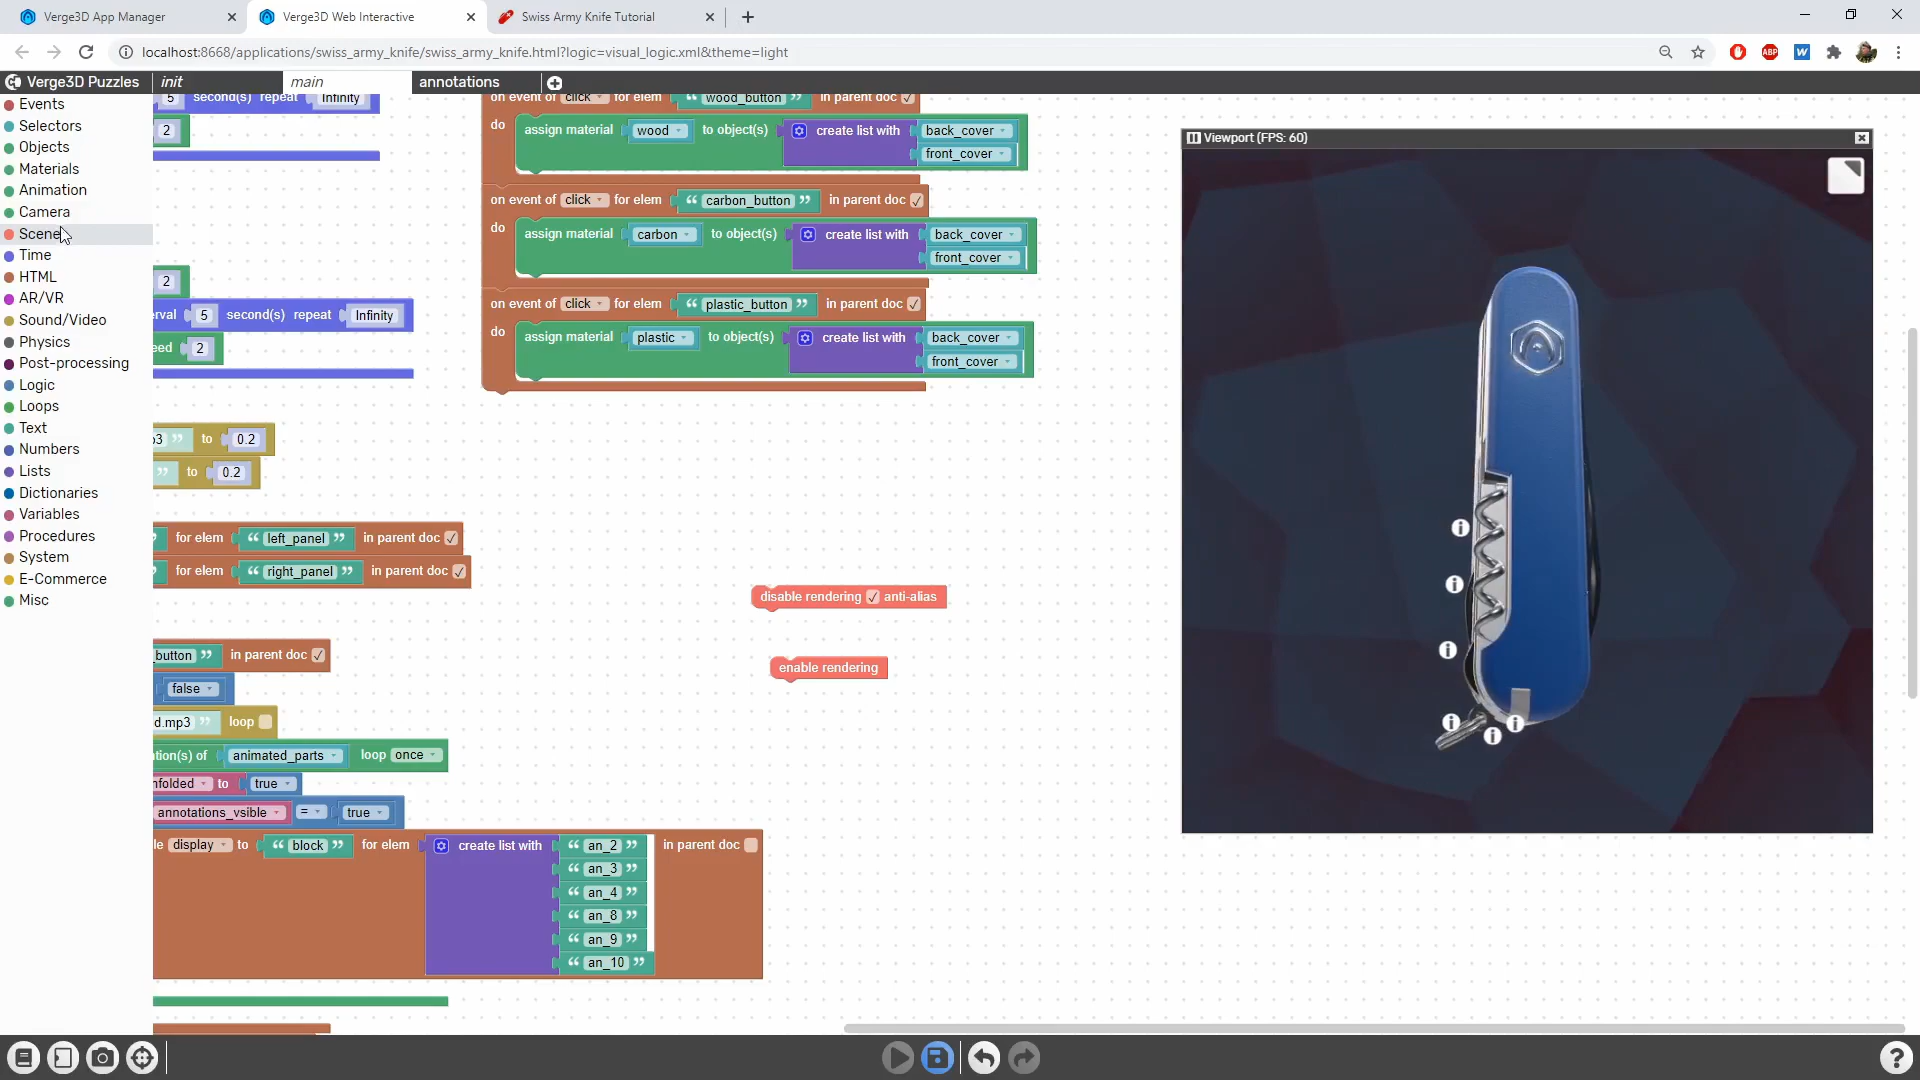 Verge3D App Manager
Verge3D Web Interactive
Swiss Army Knife Tutorial
localhost:8668/applications/swiss_army_knife/swiss_army_knife.html?logic=visual_logic.xml&theme=light
Verge3D Puzzles
init
main
annotations
Events
Selectors
Objects
Materials
Animation
Camera
Scene
Time
HTML
AR/VR
Sound/Video
Physics
Post-processing
Logic
Loops
Text
Numbers
Lists
Dictionaries
Variables
Procedures
System
E-Commerce
Misc
5 second(s) repeat Infinity
2
2
erval 5 second(s) repeat Infinity
eed 2
3 ” to 0.2
” to 0.2
” for elem “ left_panel ” in parent doc
” for elem “ right_panel ” in parent doc
_button ” in parent doc
false
d.mp3 ” loop
tion(s) of animated_parts loop once
nfolded to true
annotations_vsible = true
le display to “ block ” for elem create list with “ an_2 ” in parent doc
“ an_3 ”
“ an_4 ”
“ an_8 ”
“ an_9 ”
“ an_10 ”
on event of click for elem “ wood_button ” in parent doc
do assign material wood to object(s) create list with back_cover
front_cover
on event of click for elem “ carbon_button ” in parent doc
do assign material carbon to object(s) create list with back_cover
front_cover
on event of click for elem “ plastic_button ” in parent doc
do assign material plastic to object(s) create list with back_cover
front_cover
disable rendering anti-alias
enable rendering
Viewport (FPS: 60)